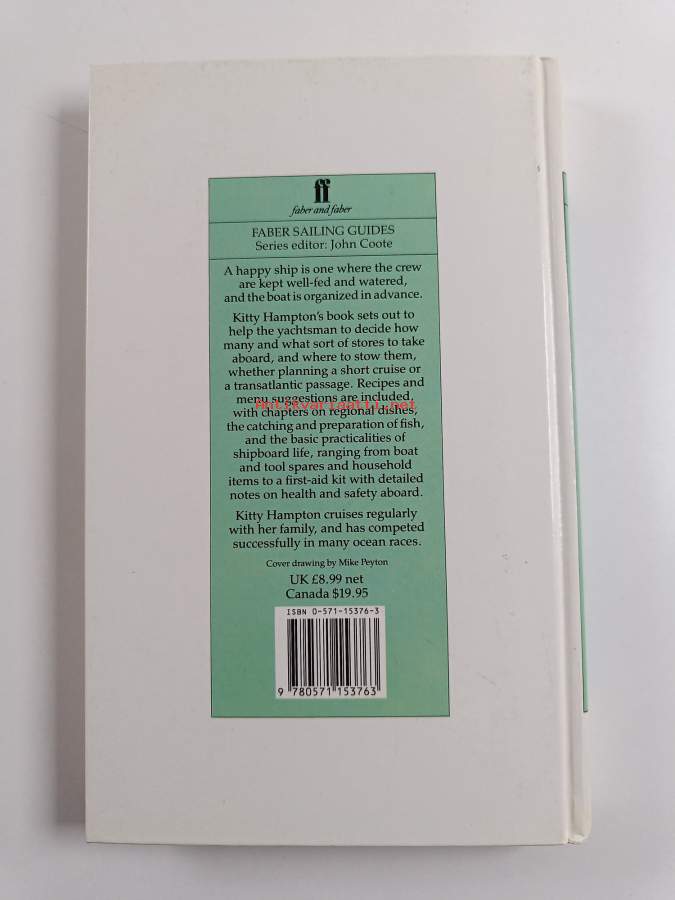 ff
faber and faber
FABER SAILING GUIDES
Series editor: John Coote
A happy ship is one where the crew
are kept well-fed and watered,
and the boat is organized in advance.
Kitty Hampton's book sets out to
help the yachtsman to decide how
many and what sort of stores to take
aboard, and where to stow them,
whether planning a short cruise or
a transatlantic passage. Recipes and
menu suggestions are included,
Antikvariaatti.net
with chapters on regional dishes,
the catching and preparation of fish,
and the basic practicalities of
shipboard life, ranging from boat
and tool spares and household
items to a first-aid kit with detailed
notes on health and safety aboard.
Kitty Hampton cruises regularly
with her family, and has competed
successfully in many ocean races.
Cover drawing by Mike Peyton
UK £8.99 net
Canada $19.95
ISBN 0-571-15376-3
9 780571 153763